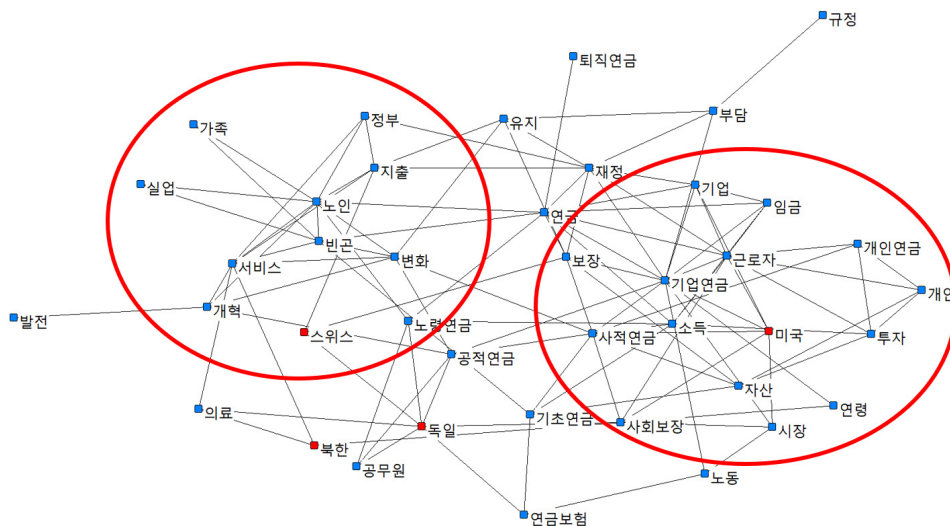 규정
퇴직연금
부담
유지
정부
가족
지출
재정
실업
기업
노인
임금
연금
빈곤
개인연금
서비스
변화
보장
근로자
기업연금
개인
개혁
발전
노령연금
소득
스위스
사적연금
미국
투자
공적연금
자산
의료
연령
기초연금
사회보장
독일
시장
북한
공무원
노동
연금보험